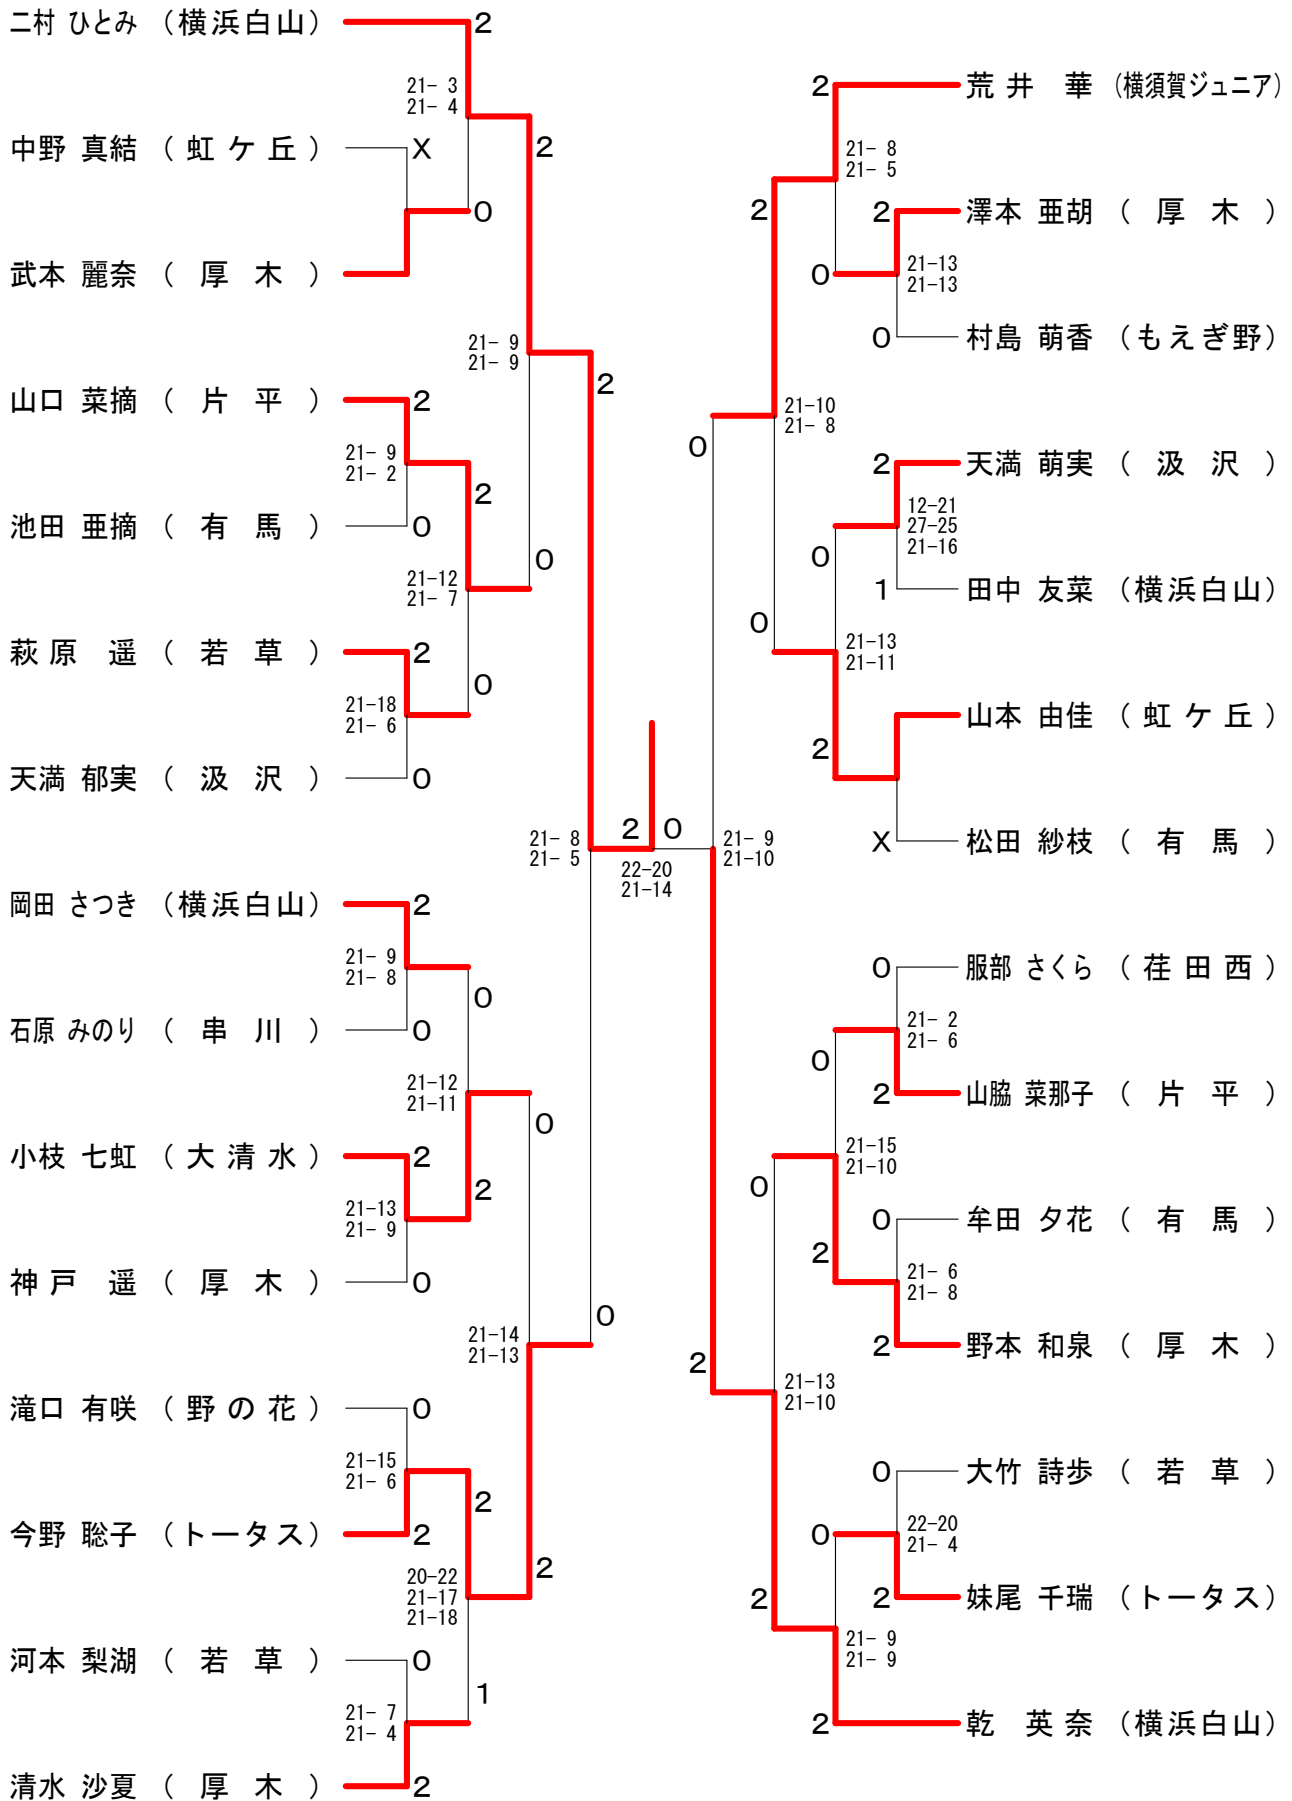 二村 ひとみ （横浜白山） 2
21- 3
21- 4
中野 真結 （虹ケ丘） X
2
0
武本 麗奈 （厚木）
21- 9
21- 9
2
山口 菜摘 （片平） 2
21- 9
21- 2
2
池田 亜摘 （有馬） 0
0
21-12
21- 7
萩原 遥 （若草） 2
0
21-18
21- 6
天満 郁実 （汲沢） 0
21- 8
21- 5
岡田 さつき （横浜白山） 2
21- 9
21- 8
0
石原 みのり （串川） 0
21-12
21-11
0
小枝 七虹 （大清水） 2
2
21-13
21- 9
神戸 遥 （厚木） 0
0
21-14
21-13
滝口 有咲 （野の花） 0
21-15
21- 6
2
今野 聡子 （トータス） 2
2
20-22
21-17
21-18
河本 梨湖 （若草） 0
1
21- 7
21- 4
清水 沙夏 （厚木） 2
2 0
22-20
21-14
2 荒井 華 （横須賀ジュニア）
21- 8
21- 5
2
2 澤本 亜胡 （厚木）
0
21-13
21-13
0 村島 萌香 （もえぎ野）
21-10
21- 8
0
2 天満 萌実 （汲沢）
12-21
27-25
21-16
0
1 田中 友菜 （横浜白山）
0
21-13
21-11
山本 由佳 （虹ケ丘）
2
X 松田 紗枝 （有馬）
21- 9
21-10
0 服部 さくら （荏田西）
21- 2
21- 6
0
2 山脇 菜那子 （片平）
21-15
21-10
0
0 牟田 夕花 （有馬）
2
21- 6
21- 8
2 野本 和泉 （厚木）
2
21-13
21-10
0 大竹 詩歩 （若草）
0
22-20
21- 4
2
2 妹尾 千瑞 （トータス）
21- 9
21- 9
2 乾 英奈 （横浜白山）